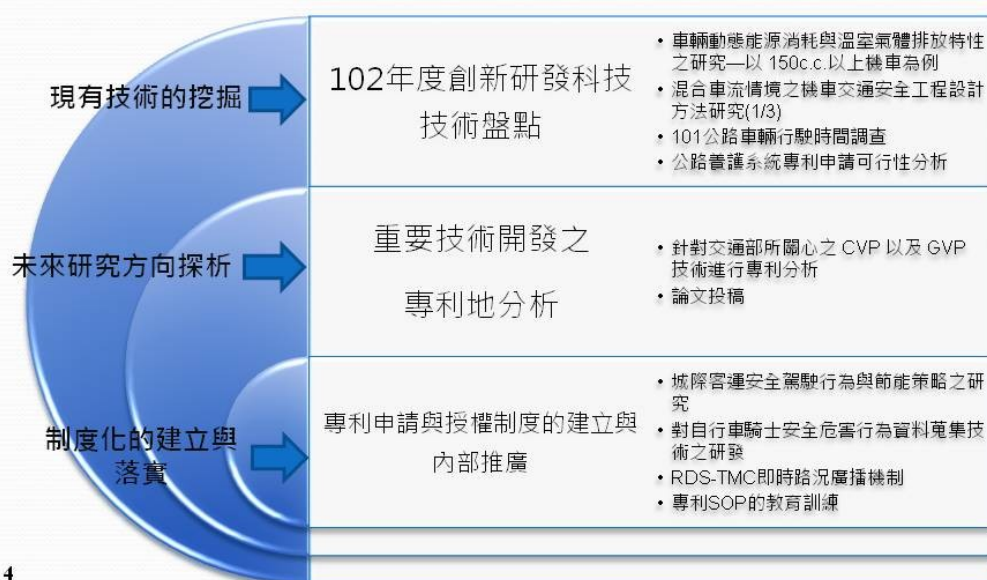 現有技術的挖掘
102年度創新研發科技
技術盤點
• 車輛動態能源消耗與溫室氣體排放特性
之研究—以 150c.c.以上機車為例
• 混合車流情境之機車交通安全工程設計
方法研究(1/3)
• 101公路車輛行駛時間調查
• 公路養護系統專利申請可行性分析
未來研究方向探析
重要技術開發之
專利地分析
• 針對交通部所關心之 CVP 以及 GVP
技術進行專利分析
• 論文投稿
制度化的建立與
落實
專利申請與授權制度的建立與
內部推廣
• 城際客運安全駕駛行為與節能策略之研
究
• 對自行車騎士安全危害行為資料蒐集技
術之研發
• RDS-TMC即時路況廣播機制
• 專利SOP的教育訓練
4